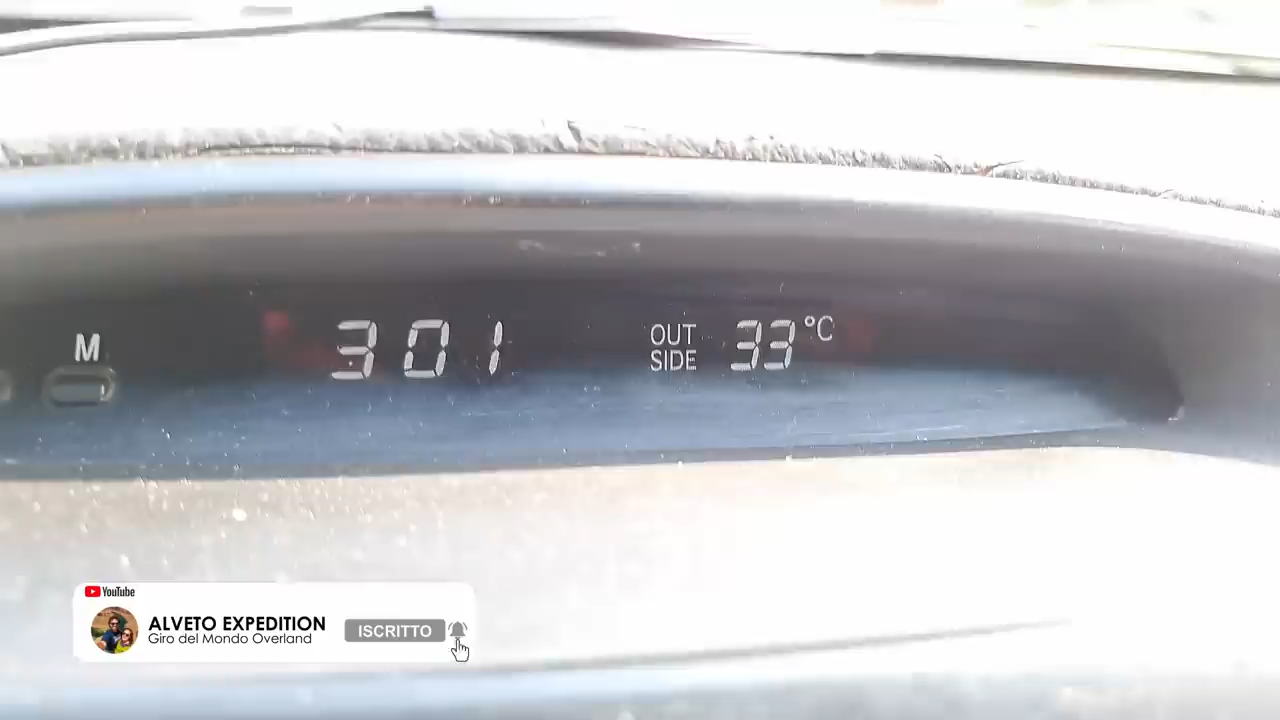 M
301
OUT
SIDE
33°C
YouTube
ALVETO EXPEDITION
Giro del Mondo Overland
ISCRITTO